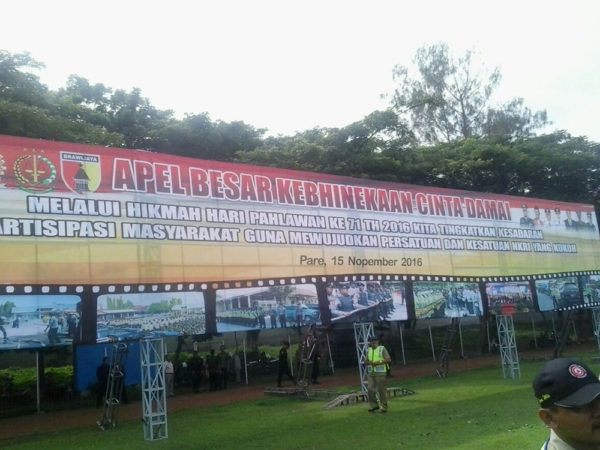 BRAWIJAYA
APEL BESAR KEBHINEKAAN CINTA DAMAI
MELALUI HIKMAH HARI PAHLAWAN KE 71 TH 2016 KITA TINGKATKAN KESADARAN
ARTISIPASI MASYARAKAT GUNA MEWUJUDKAN PERSATUAN DAN KESATUAN NKRI YANG KUKUH
Pare, 15 Nopember 2016